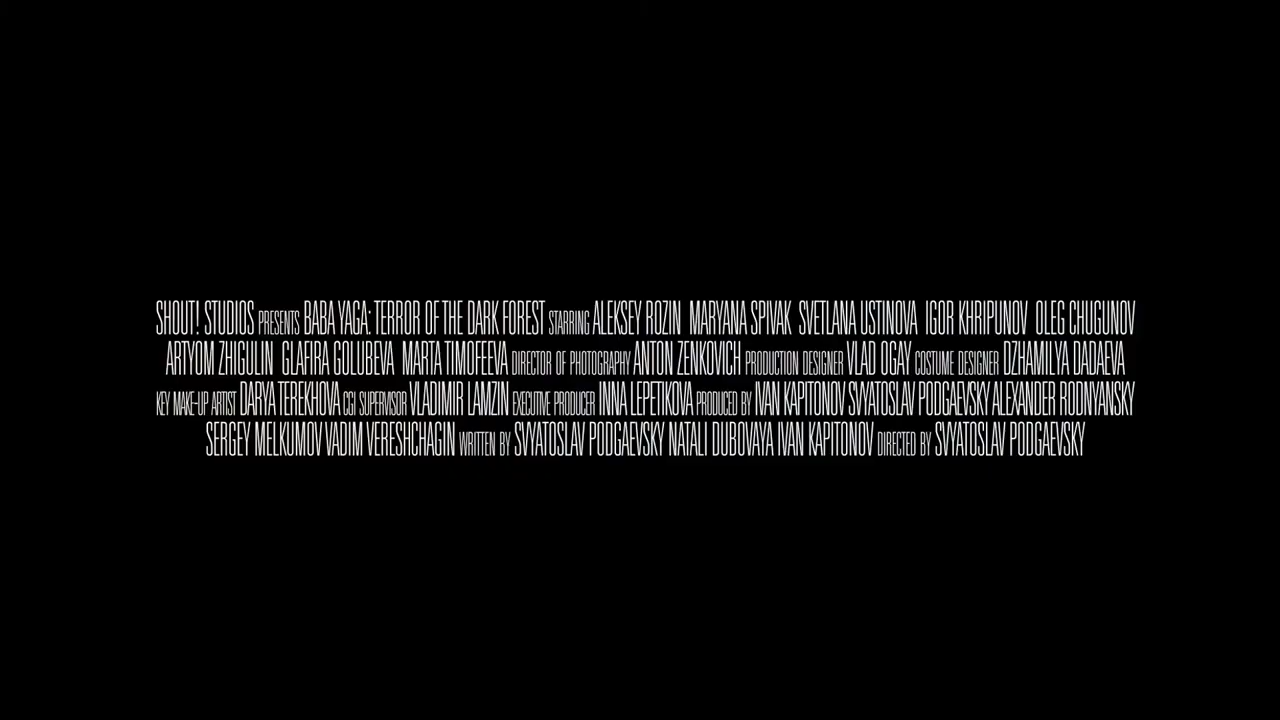 SHOUT! STUDIOS PRESENTS BABA YAGA: TERROR OF THE DARK FOREST STARRING ALEKSEY ROZIN MARYANA SPIVAK SVETLANA USTINOVA IGOR KHRIPUNOV OLEG CHUGUNOV
ARTYOM ZHIGULIN GLAFIRA GOLUBEVA MARTA TIMOFEEVA DIRECTOR OF PHOTOGRAPHY ANTON ZENKOVICH PRODUCTION DESIGNER VLAD OGAY COSTUME DESIGNER DZHAMILYA DADAEVA
KEY MAKE-UP ARTIST DARYA TEREKHOVA CGI SUPERVISOR VLADIMIR LAMZIN EXECUTIVE PRODUCER INNA LEPETIKOVA PRODUCED BY IVAN KAPITONOV SVYATOSLAV PODGAEVSKY ALEXANDER RODNYANSKY
SERGEY MELKUMOV VADIM VERESHCHAGIN WRITTEN BY SVYATOSLAV PODGAEVSKY NATALI DUBOVAYA IVAN KAPITONOV DIRECTED BY SVYATOSLAV PODGAEVSKY